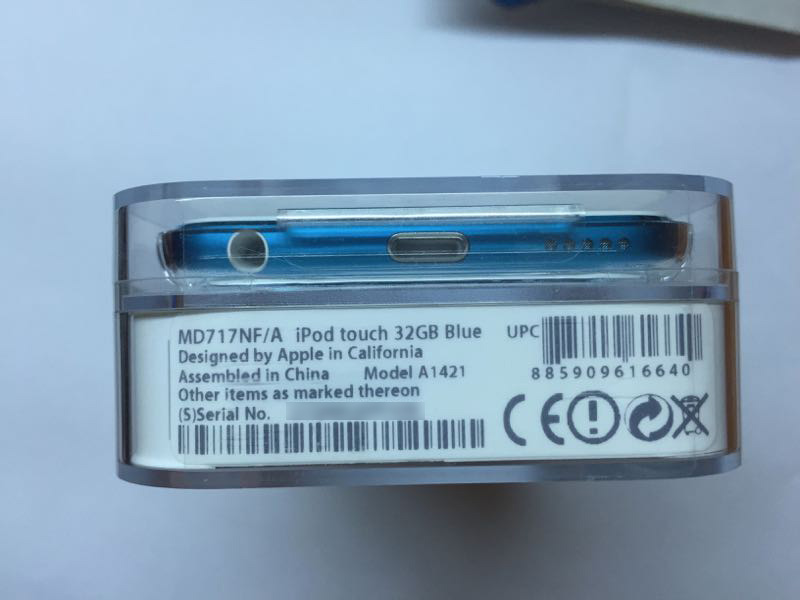 MD717NF/A iPod touch 32GB Blue
Designed by Apple in California
Assembled in China Model A1421
Other items as marked thereon
(S)Serial No.
UPC
885909616640
CE